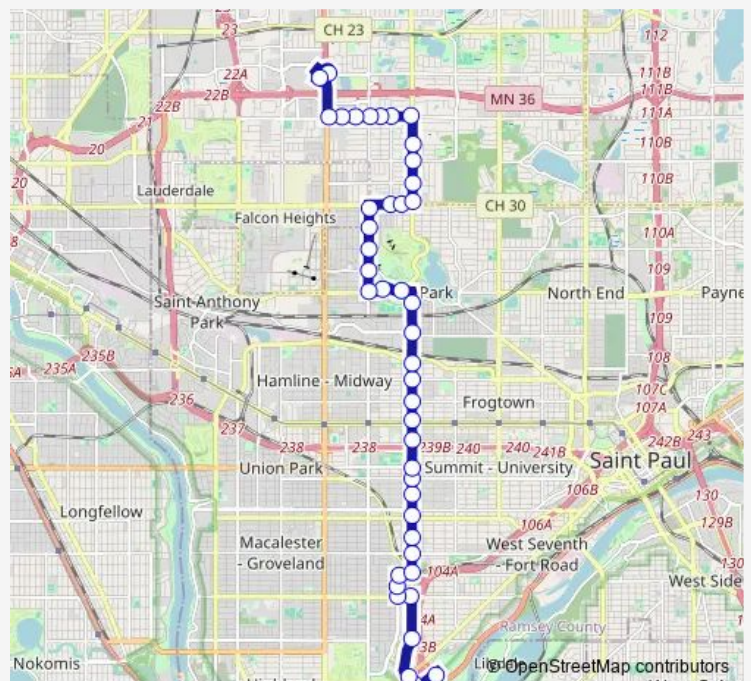 23
CH 23
112
22A
111B
22B
111B
MN 36
22B
111A
21
20
110B
20
110B
Lauderdale
CH 30
Falcon Heights
110A
8
109
Park
North End
Payne
Saint Anthony
Park
109
235B
108
235A
Hamline - Midway
107C
236
Frogtown
107A
237
242B
243
238
238
239B
240
240
241B
Union Park
Summit - University
Saint Paul
106B
130
Longfellow
129B
106A
Macalester
- Groveland
West Seventh
- Fort Road
130
104A
West Side
4A
Ramsey County
3B
Nokomis
© OpenStreetMap contributors